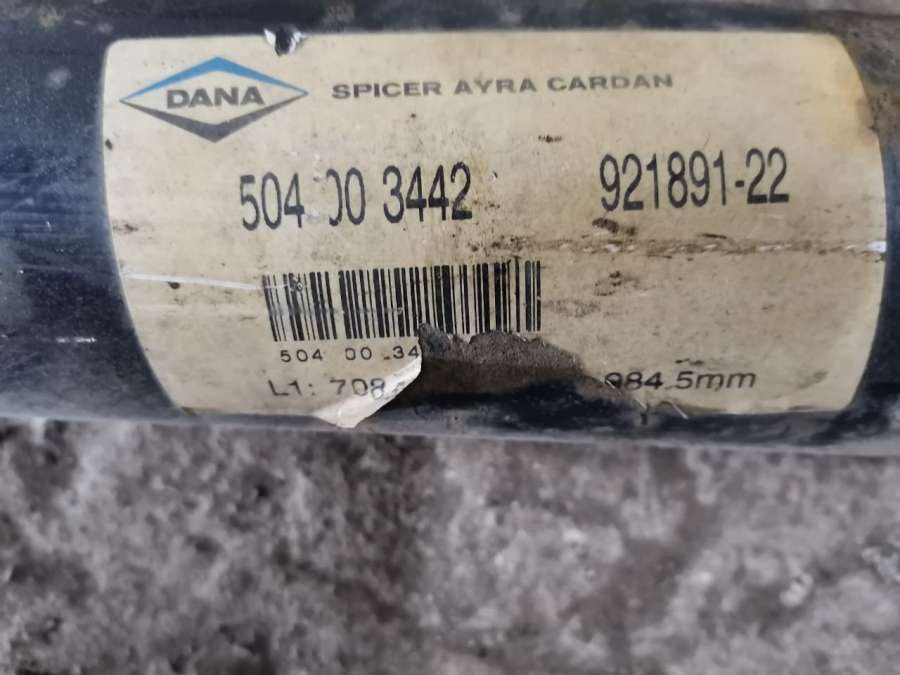 DANA SPICER AYRA CARDAN
504 00 3442 921891-22
504 00 34
L1: 708 984.5mm